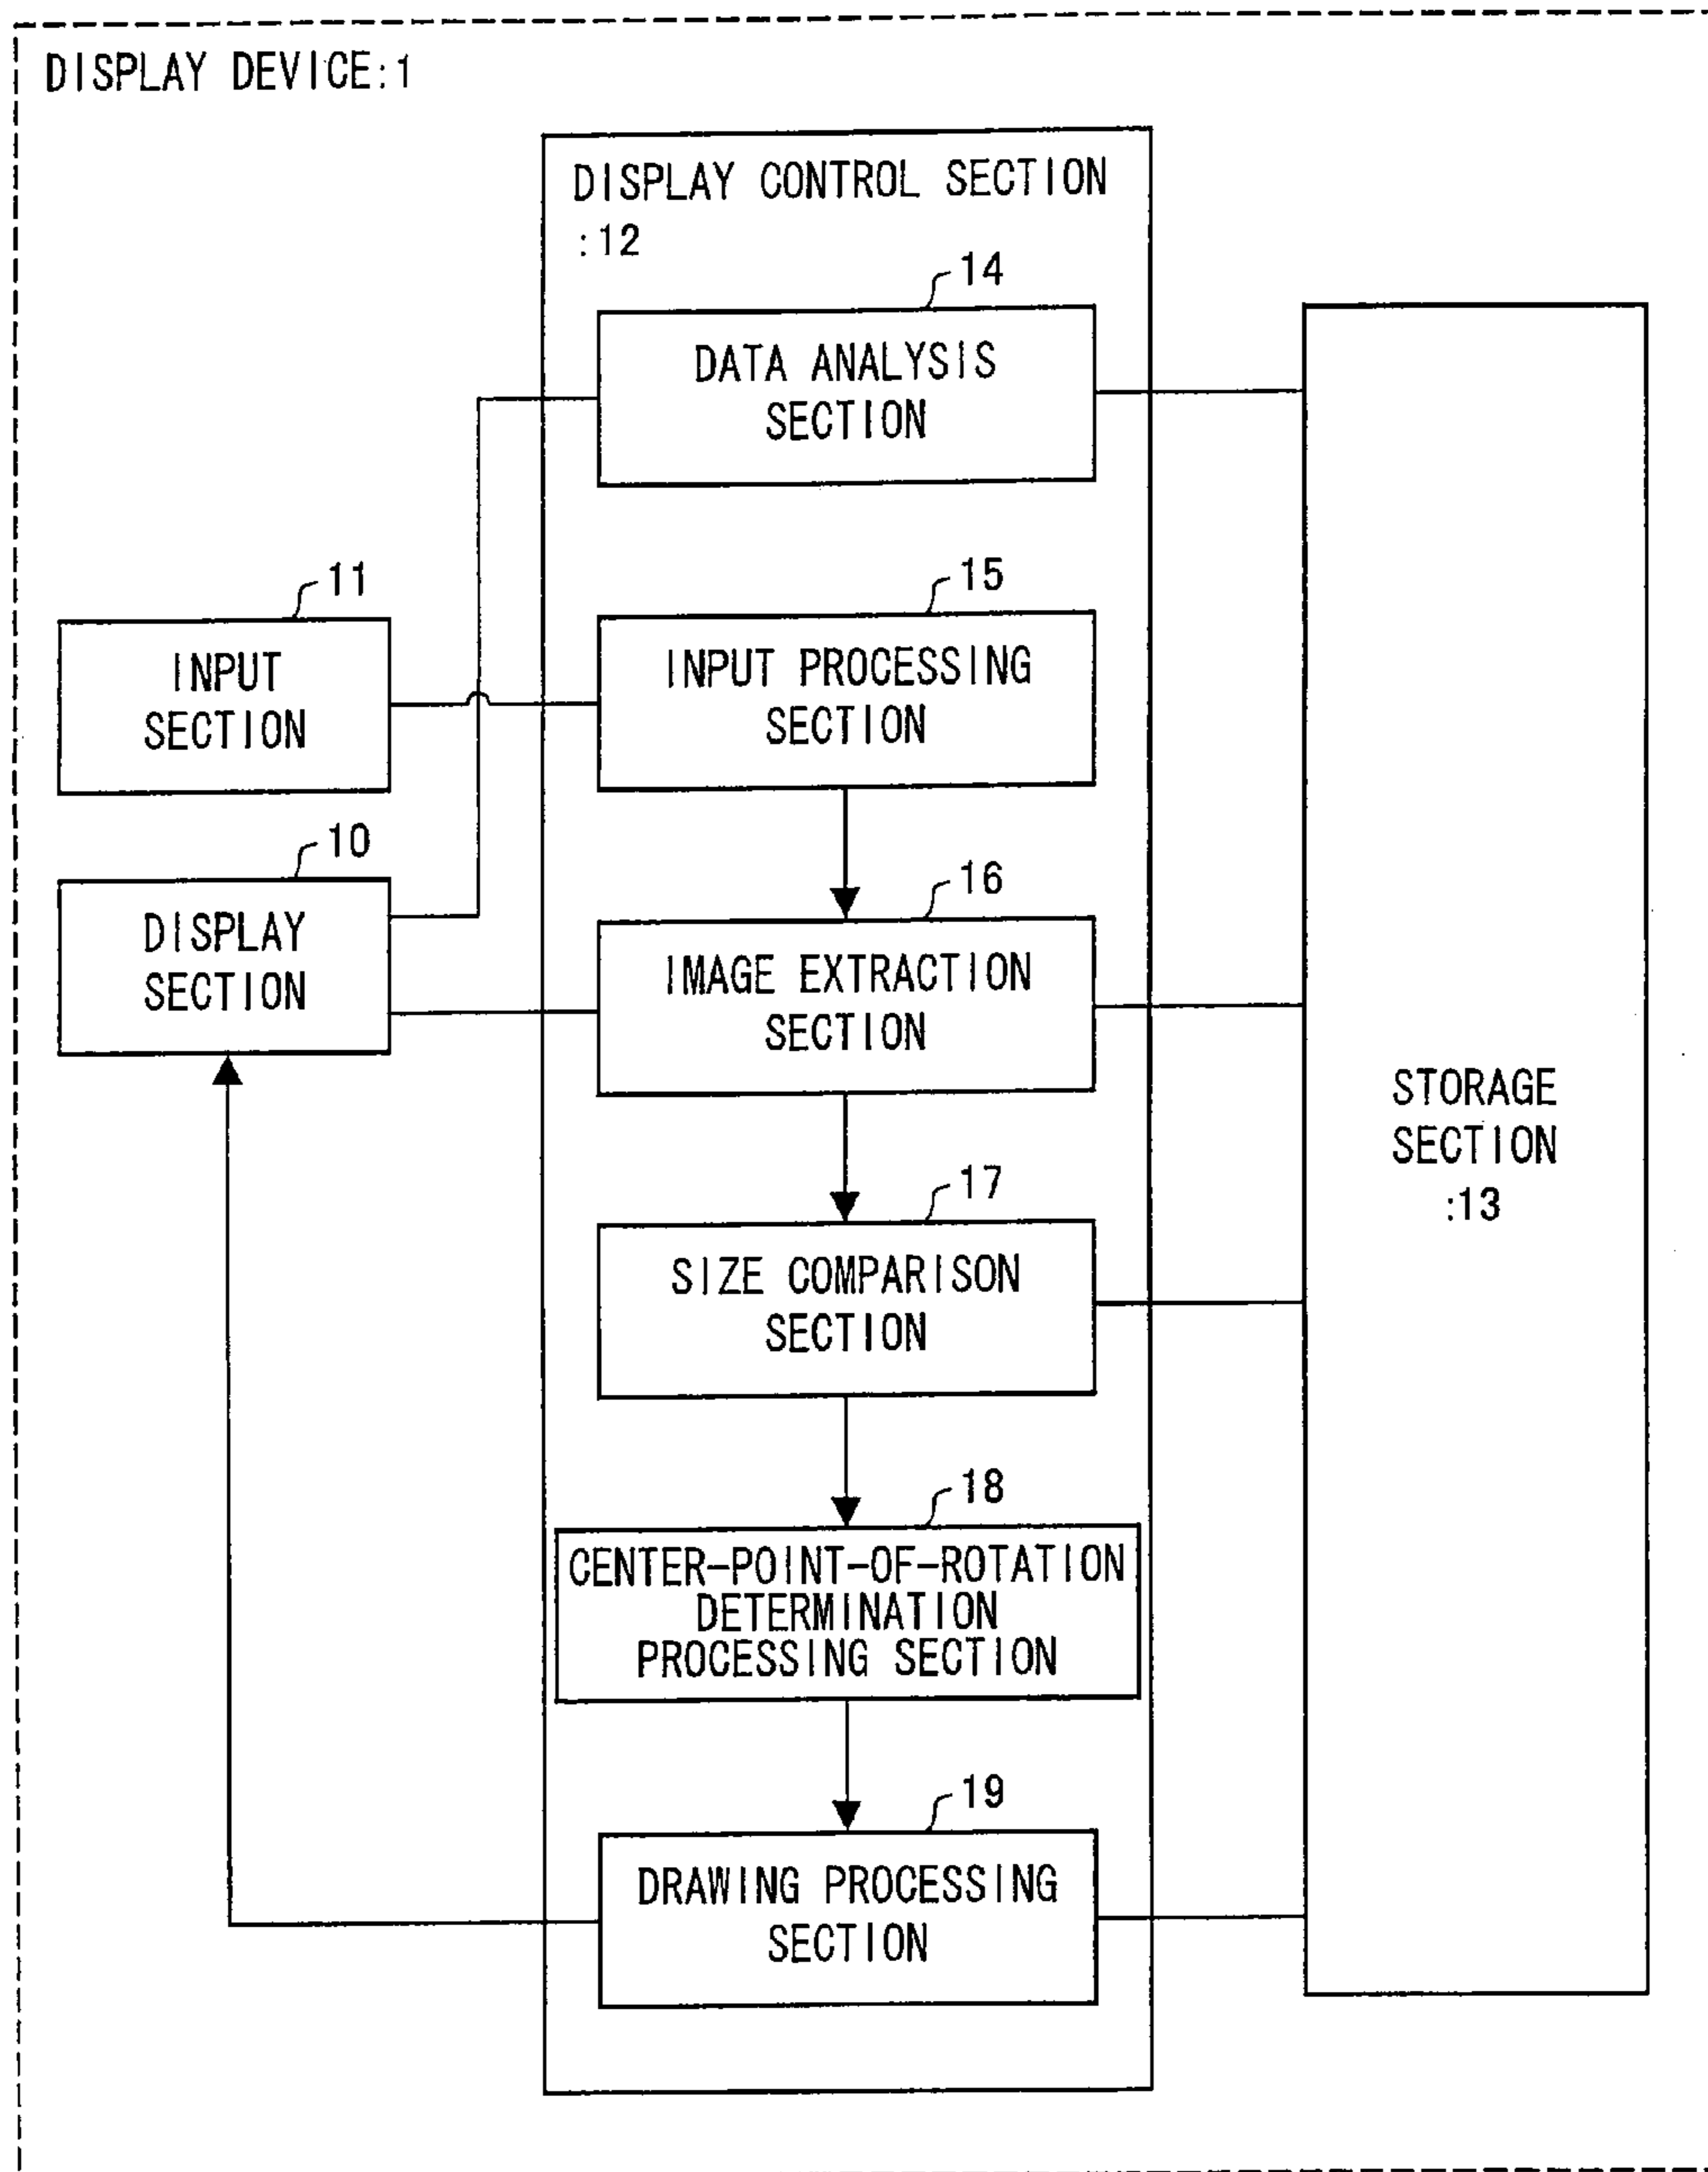 DISPLAY DEVICE:1
DISPLAY CONTROL SECTION
:12
14
DATA ANALYSIS
SECTION
11
INPUT
SECTION
15
INPUT PROCESSING
SECTION
10
DISPLAY
SECTION
16
IMAGE EXTRACTION
SECTION
STORAGE
SECTION
:13
17
SIZE COMPARISON
SECTION
18
CENTER-POINT-OF-ROTATION
DETERMINATION
PROCESSING SECTION
19
DRAWING PROCESSING
SECTION